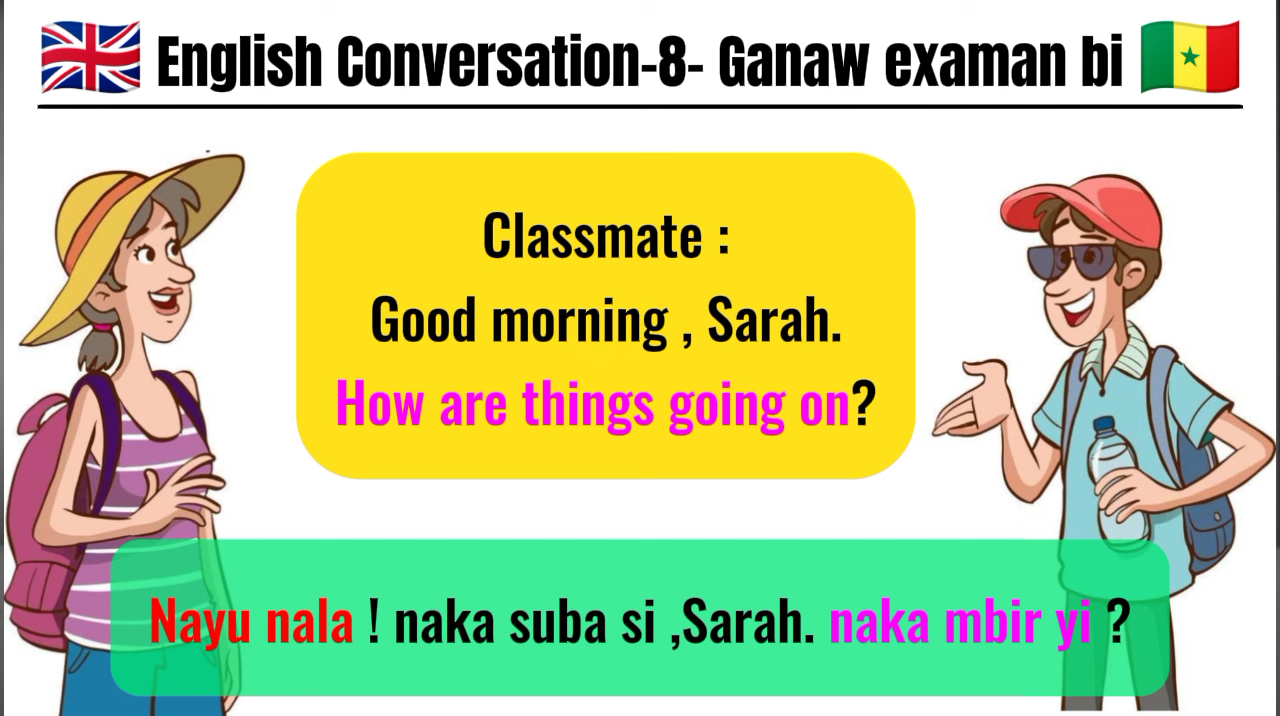 English Conversation-8- Ganaw examan bi
Classmate :
Good morning , Sarah.
How are things going on?
Nayu nala ! naka suba si ,Sarah. naka mbir yi ?